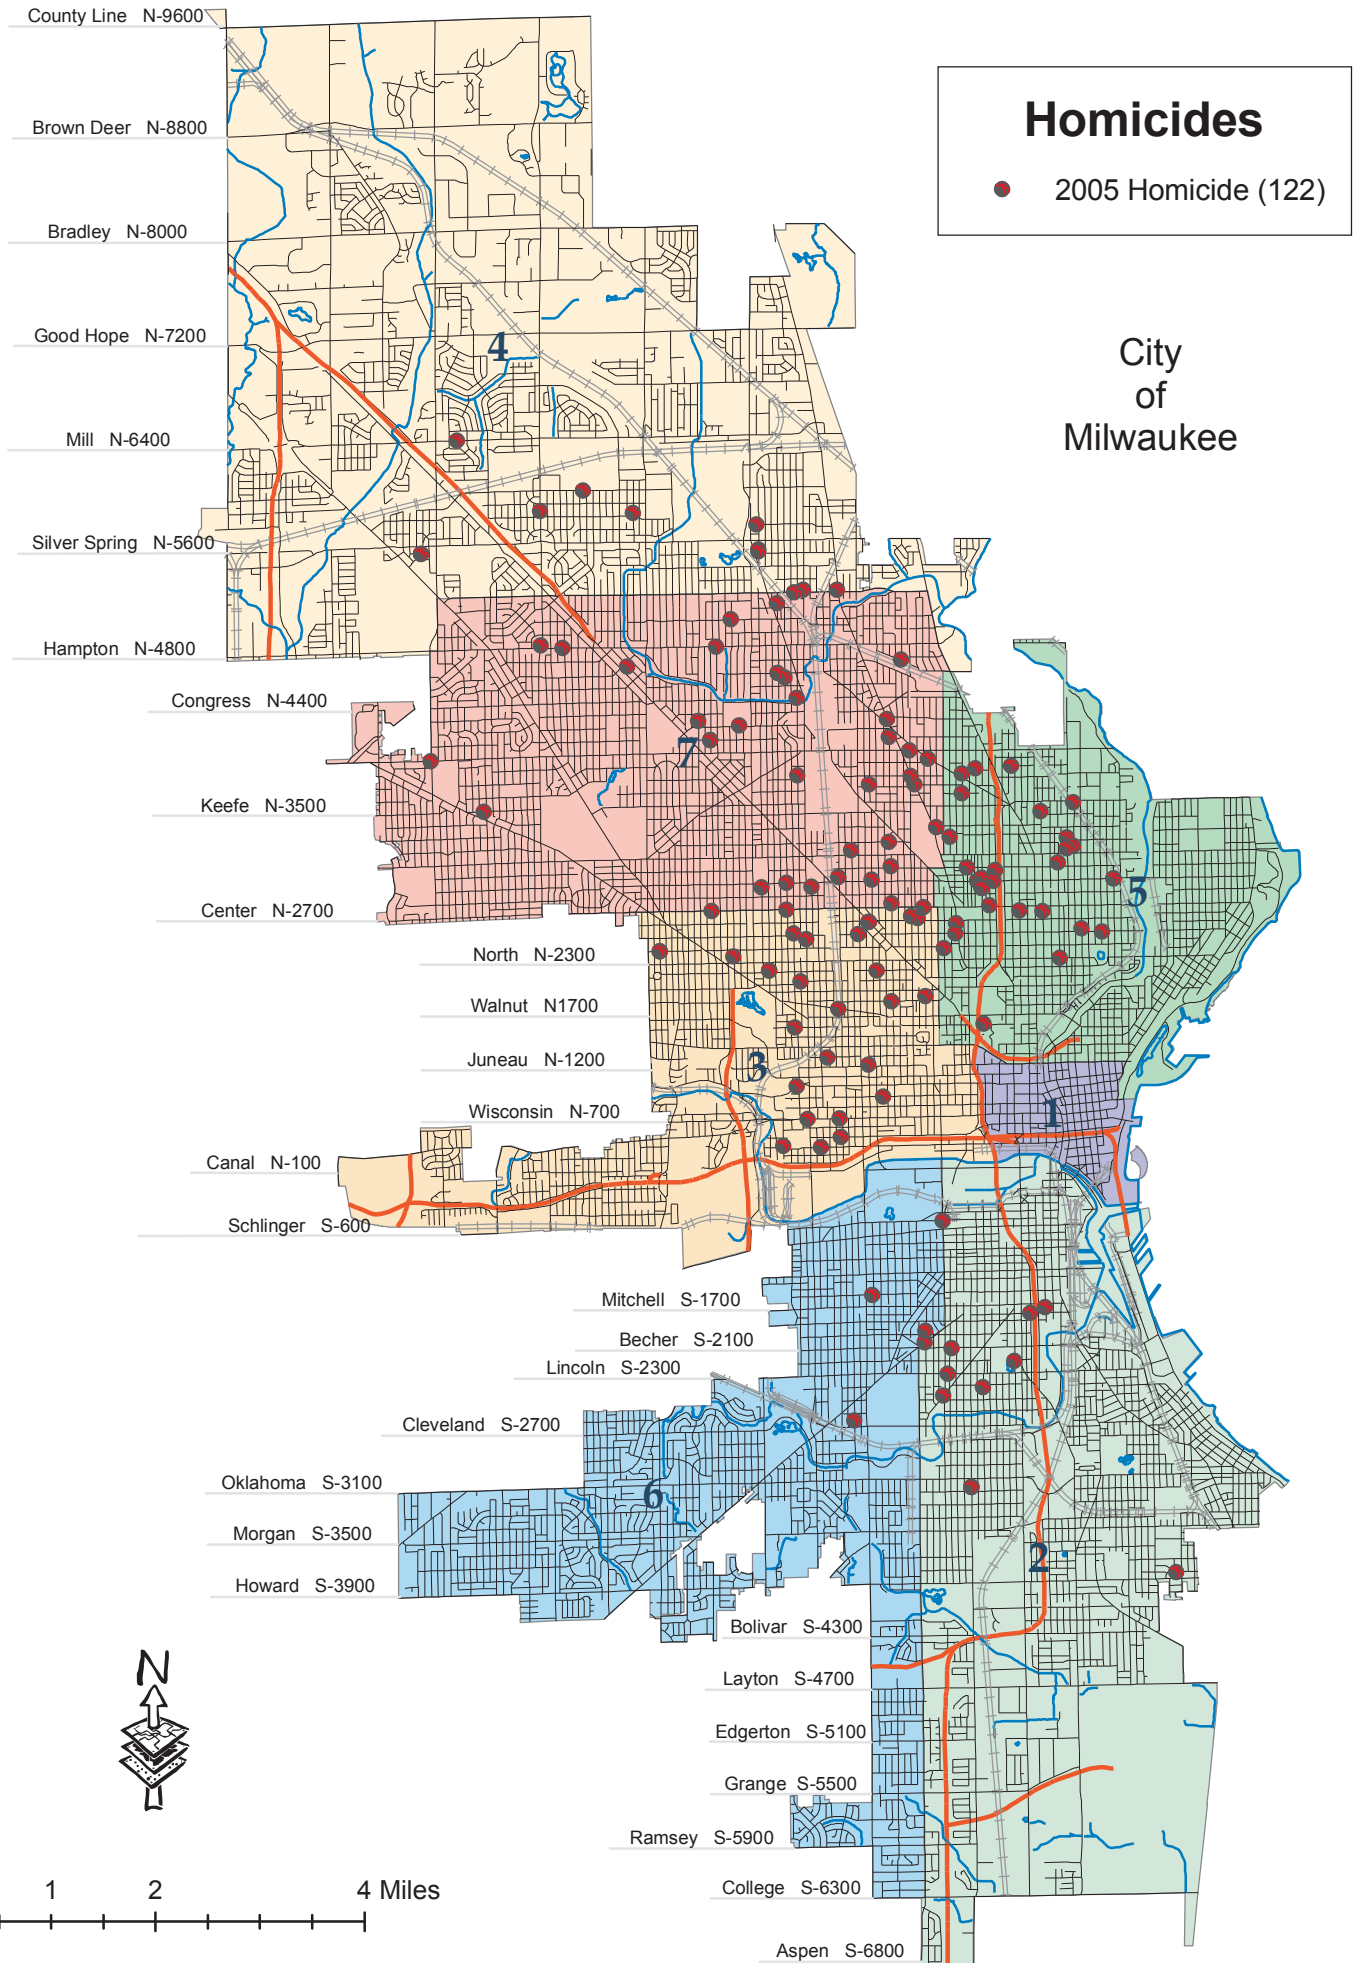 County Line N-9600
Homicides
Brown Deer N-8800
2005 Homicide (122)
Bradley N-8000
Good Hope N-7200
4
City
of
Milwaukee
Mill N-6400
Silver Spring N-5600
Hampton N-4800
Congress N-4400
7
Keefe N-3500
5
Center N-2700
North N-2300
Walnut N1700
Juneau N-1200
3
Wisconsin N-700
1
Canal N-100
Schlinger S-600
Mitchell S-1700
Becher S-2100
Lincoln S-2300
Cleveland S-2700
Oklahoma S-3100
6
Morgan S-3500
2
Howard S-3900
Bolivar S-4300
N
Layton S-4700
Edgerton S-5100
Grange S-5500
Ramsey S-5900
College S-6300
1 2 4 Miles
Aspen S-6800